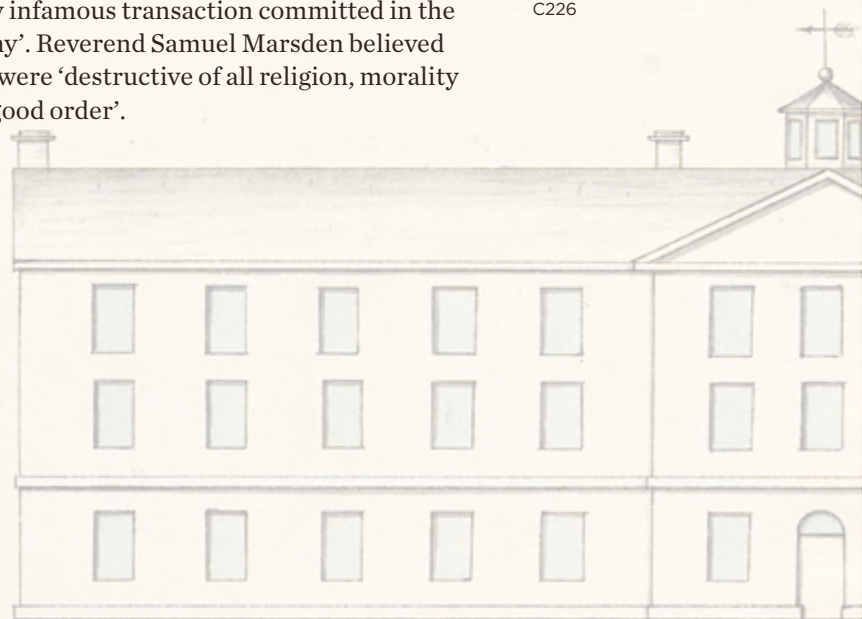 infamous transaction committed in the
ny’. Reverend Samuel Marsden believed
were ‘destructive of all religion, morality
good order’.
C226